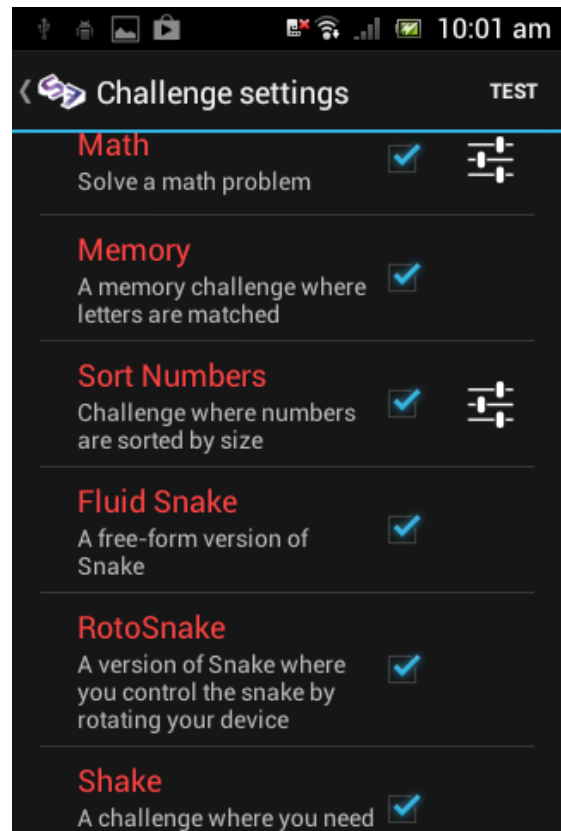 10:01 am
Challenge settings
TEST
Math
Solve a math problem
Memory
A memory challenge where
letters are matched
Sort Numbers
Challenge where numbers
are sorted by size
Fluid Snake
A free-form version of
Snake
RotoSnake
A version of Snake where
you control the snake by
rotating your device
Shake
A challenge where you need